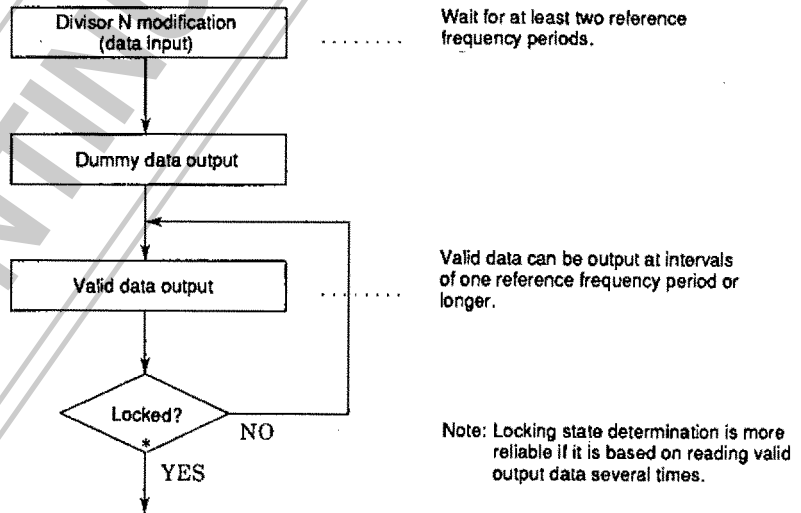 Divisor N modification
(data input)
Wait for at least two reference
frequency periods.
Dummy data output
Valid data output
Valid data can be output at intervals
of one reference frequency period or
longer.
Locked?
*
NO
YES
Note: Locking state determination is more
reliable if it is based on reading valid
output data several times.